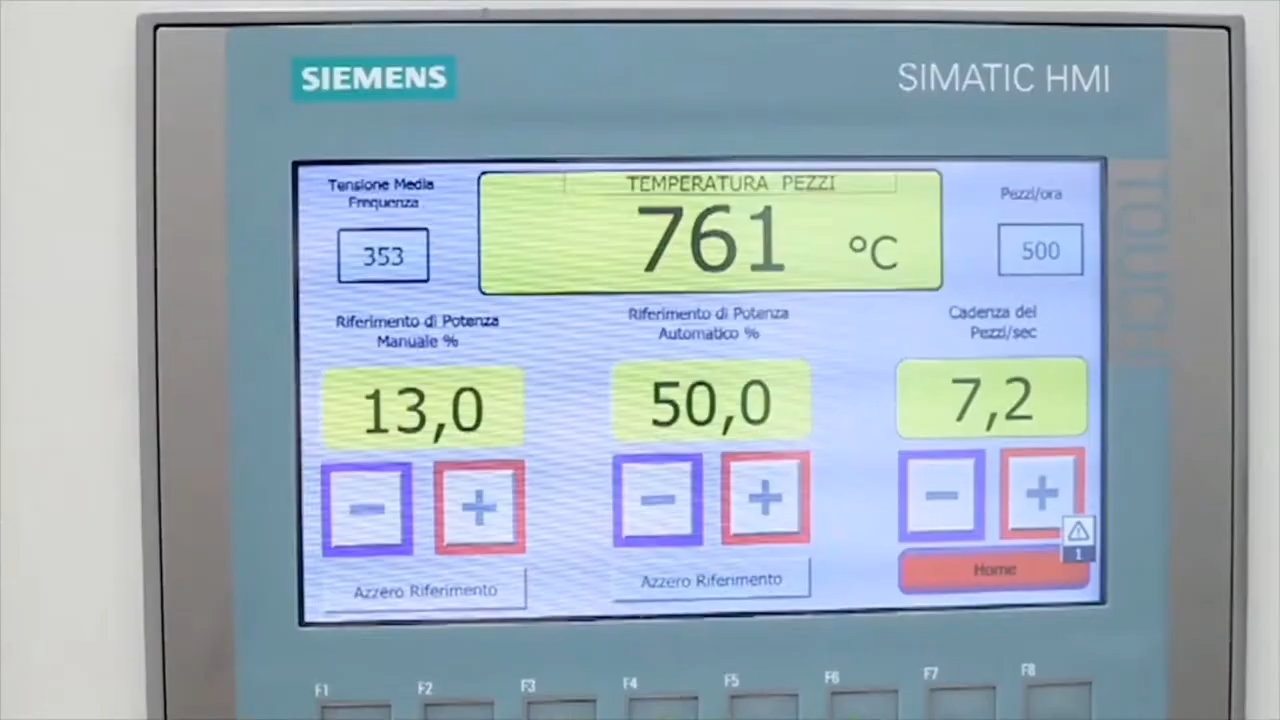 SIEMENS
SIMATIC HMI
TOUCH
Tensione Media
Frequenza
353
TEMPERATURA PEZZI
761 °C
Pezzi/ora
500
Riferimento di Potenza
Manuale %
13,0
- +
Azzero Riferimento
Riferimento di Potenza
Automatico %
50,0
- +
Azzero Riferimento
Cadenza dei
Pezzi/sec
7,2
- +
1
Home
F1 F2 F3 F4 F5 F6 F7 F8